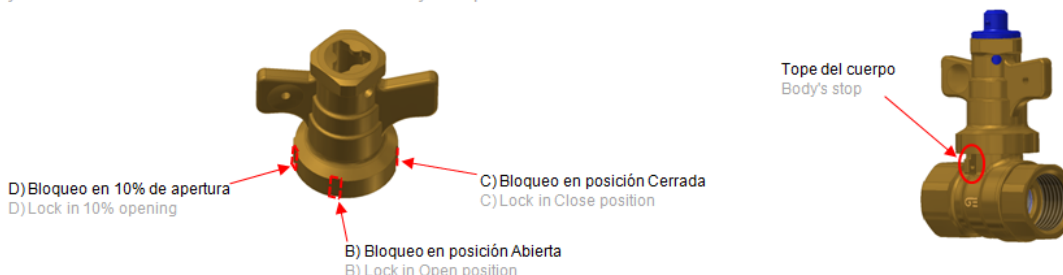 Tope del cuerpo
Body's stop
D) Bloqueo en 10% de apertura
D) Lock in 10% opening
C) Bloqueo en posición Cerrada
C) Lock in Close position
B) Bloqueo en posición Abierta
B) Lock in Open position
GE